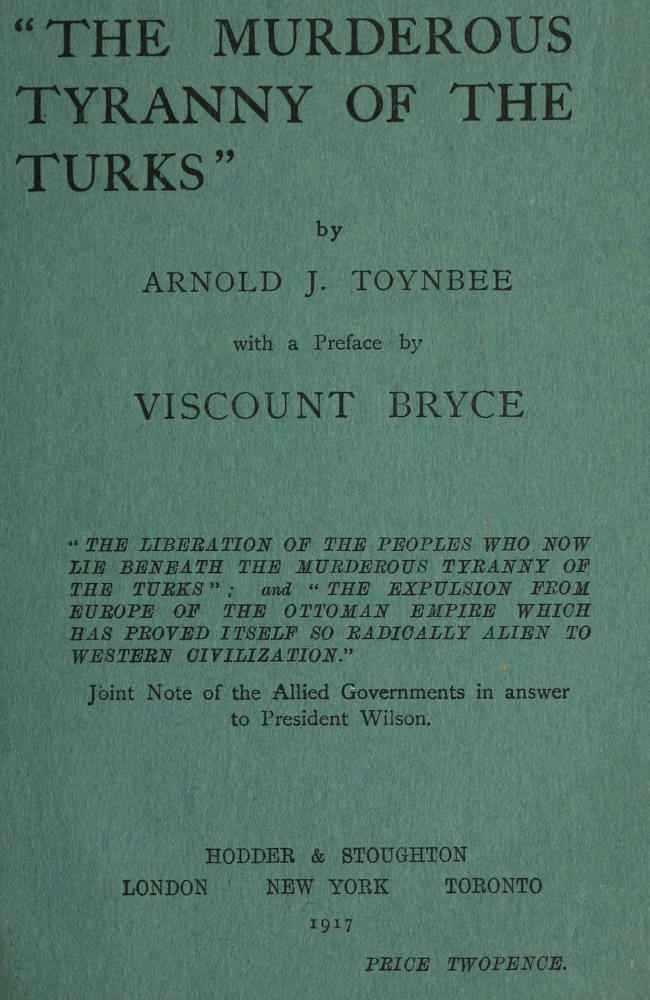 “THE MURDEROUS
TYRANNY OF THE
TURKS”
by
ARNOLD J. TOYNBEE
with a Preface by
VISCOUNT BRYCE
“ THE LIBERATION OF THE PEOPLES WHO NOW
LIE BENEATH THE MURDEROUS TYRANNY OF
THE TURKS” ; and “ THE EXPULSION FROM
EUROPE OF THE OTTOMAN EMPIRE WHICH
HAS PROVED ITSELF SO RADICALLY ALIEN TO
WESTERN CIVILIZATION.”
Joint Note of the Allied Governments in answer
to President Wilson.
HODDER & STOUGHTON
LONDON NEW YORK TORONTO
1917
PRICE TWOPENCE.